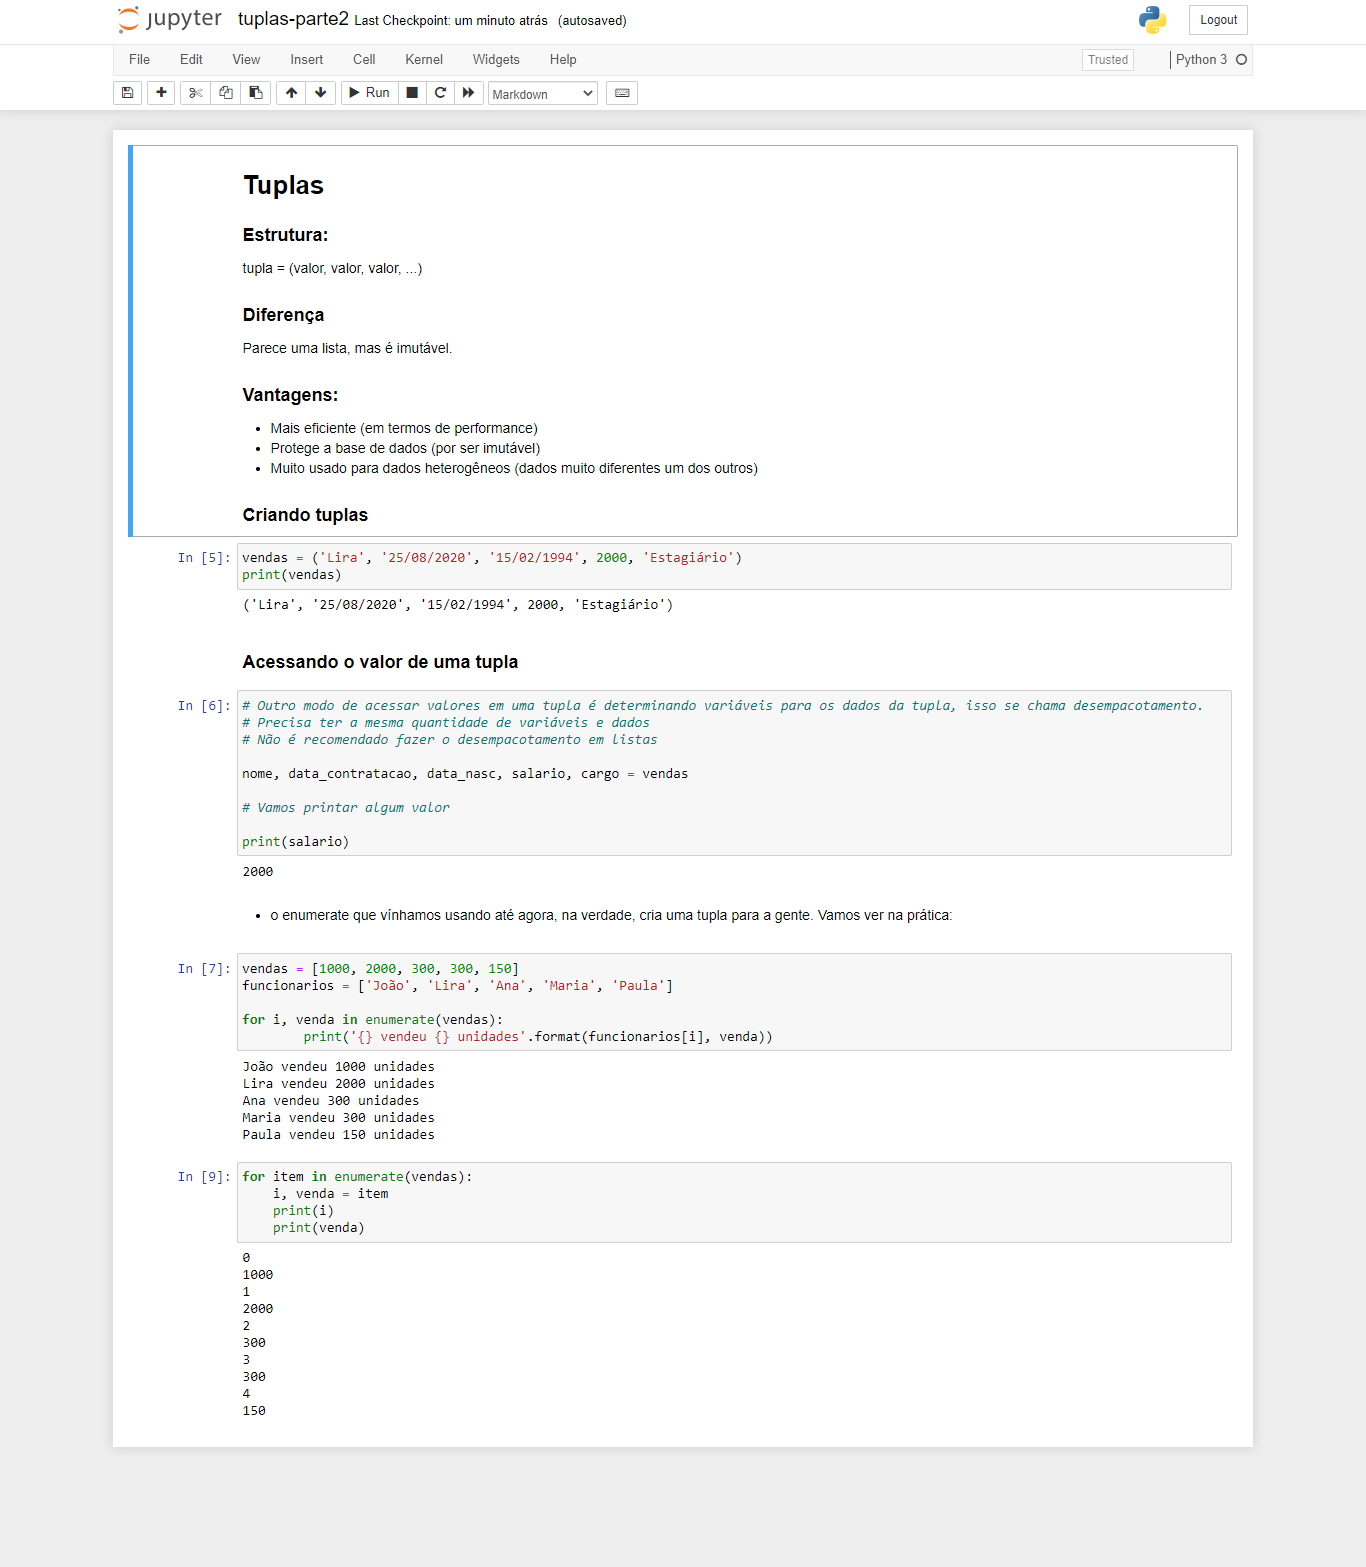 jupyter tuplas-parte2 Last Checkpoint: um minuto atrás (autosaved) Logout
File Edit View Insert Cell Kernel Widgets Help Trusted Python 3
Run Markdown
Tuplas
Estrutura:
tupla = (valor, valor, valor, ...)
Diferença
Parece uma lista, mas é imutável.
Vantagens:
• Mais eficiente (em termos de performance)
• Protege a base de dados (por ser imutável)
• Muito usado para dados heterogêneos (dados muito diferentes um dos outros)
Criando tuplas
In [5]: vendas = ('Lira', '25/08/2020', '15/02/1994', 2000, 'Estagiário')
print(vendas)
('Lira', '25/08/2020', '15/02/1994', 2000, 'Estagiário')
Acessando o valor de uma tupla
In [6]: # Outro modo de acessar valores em uma tupla é determinando variáveis para os dados da tupla, isso se chama desempacotamento.
# Precisa ter a mesma quantidade de variáveis e dados
# Não é recomendado fazer o desempacotamento em listas
nome, data_contratacao, data_nasc, salario, cargo = vendas
# Vamos printar algum valor
print(salario)
2000
• o enumerate que vínhamos usando até agora, na verdade, cria uma tupla para a gente. Vamos ver na prática:
In [7]: vendas = [1000, 2000, 300, 300, 150]
funcionarios = ['João', 'Lira', 'Ana', 'Maria', 'Paula']
for i, venda in enumerate(vendas):
        print('{} vendeu {} unidades'.format(funcionarios[i], venda))
João vendeu 1000 unidades
Lira vendeu 2000 unidades
Ana vendeu 300 unidades
Maria vendeu 300 unidades
Paula vendeu 150 unidades
In [9]: for item in enumerate(vendas):
    i, venda = item
    print(i)
    print(venda)
0
1000
1
2000
2
300
3
300
4
150